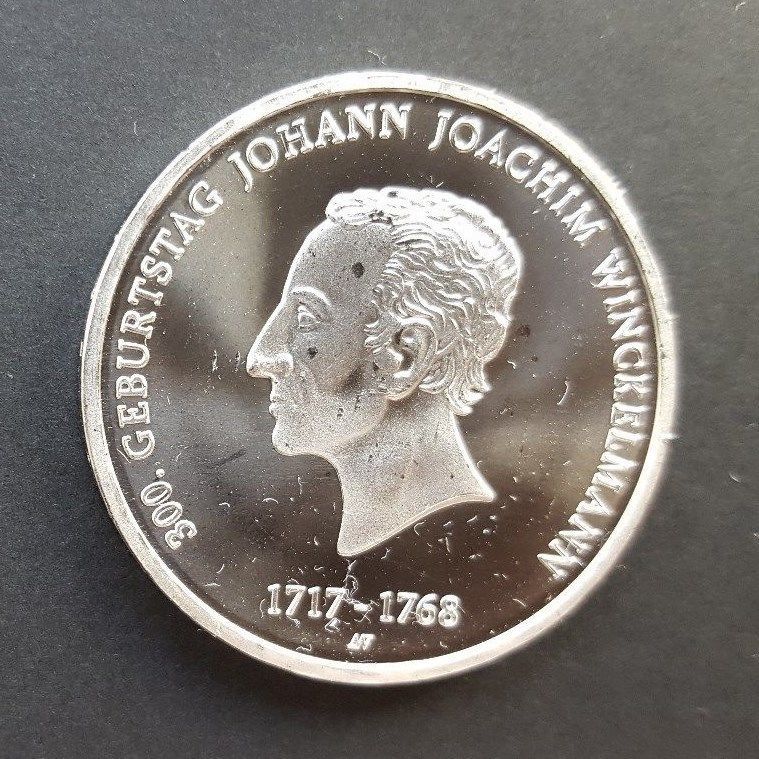 300. GEBURTSTAG JOHANN JOACHIM WINCKELMANN
1717 - 1768